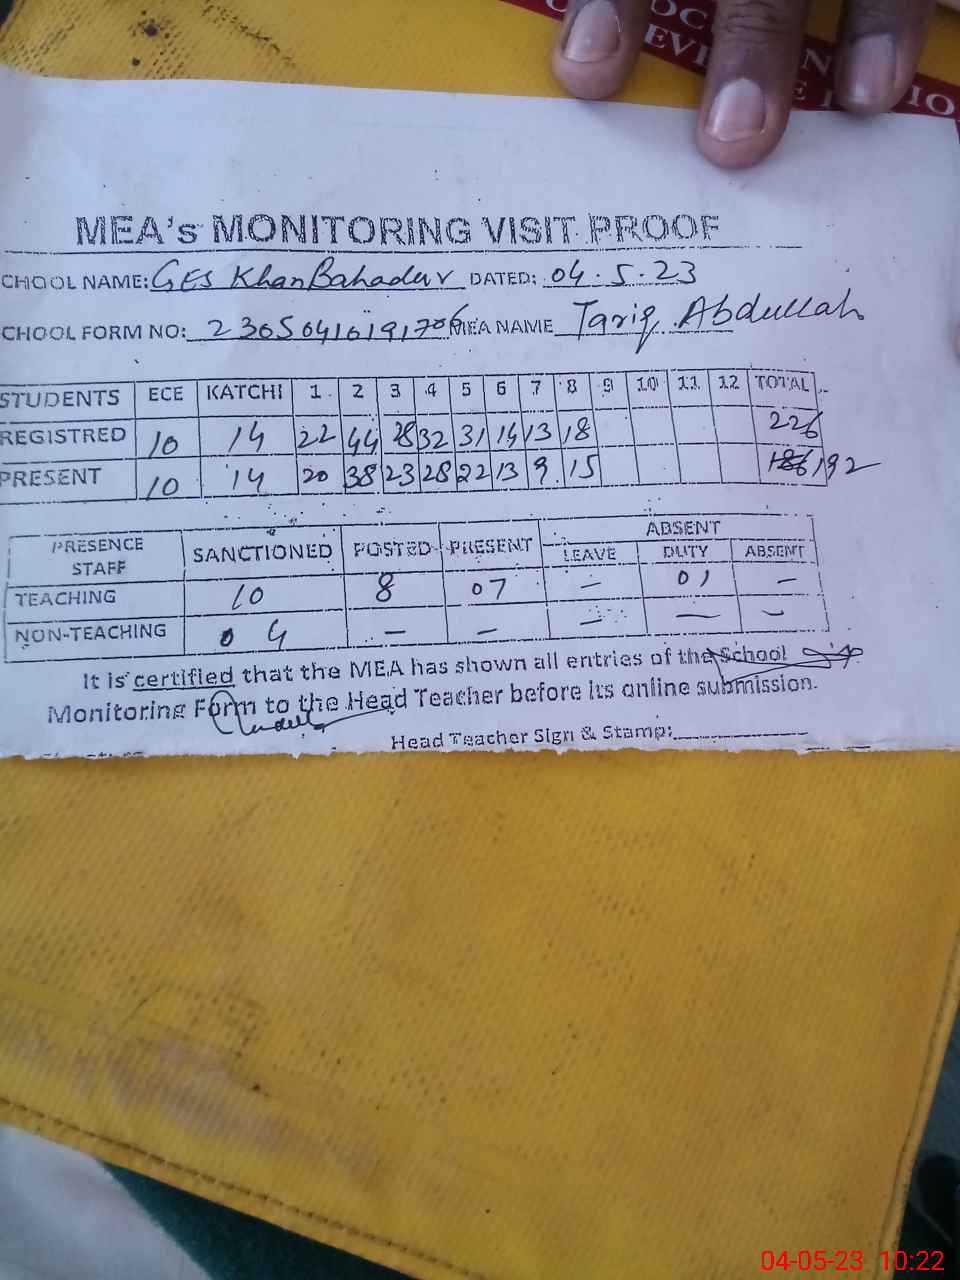 MEA's MONITORING VISIT PROOF
CHOOL NAME: GES Khan Bahadur DATED: 04.5.23
CHOOL FORM NO: 23050410191706 MEA NAME Tariq Abdullah
STUDENTS ECE KATCHI 1 2 3 4 5 6 7 8 9 10 11 12 TOTAL
REGISTRED 10 14 22 44 28 32 31 14 13 18 226
PRESENT 10 14 20 38 23 28 22 13 9 15 186 192
PRESENCE STAFF SANCTIONED POSTED PRESENT ABSENT
LEAVE DUTY ABSENT
TEACHING 10 8 07 — 01 —
NON-TEACHING 04 — — — — —
It is certified that the MEA has shown all entries of the School
Monitoring Form to the Head Teacher before its online submission.
Head Teacher Sign & Stamp:
04-05-23 10:22